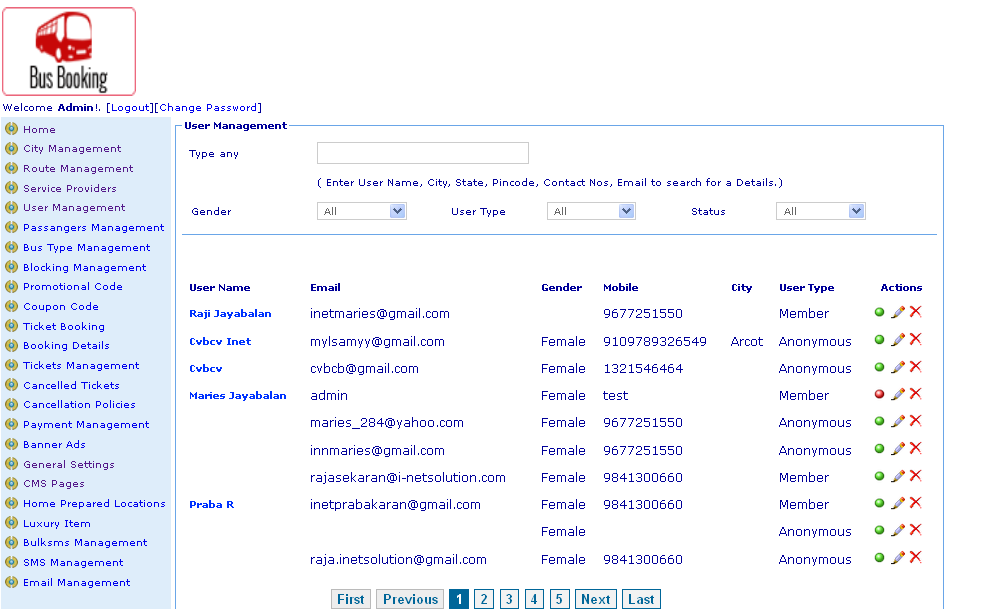 Bus Booking
Welcome Admin!. [Logout][Change Password]
Home
City Management
Route Management
Service Providers
User Management
Passangers Management
Bus Type Management
Blocking Management
Promotional Code
Coupon Code
Ticket Booking
Booking Details
Tickets Management
Cancelled Tickets
Cancellation Policies
Payment Management
Banner Ads
General Settings
CMS Pages
Home Prepared Locations
Luxury Item
Bulksms Management
SMS Management
Email Management
User Management
Type any
( Enter User Name, City, State, Pincode, Contact Nos, Email to search for a Details.)
Gender All User Type All Status All
User Name Email Gender Mobile City User Type Actions
Raji Jayabalan inetmaries@gmail.com 9677251550 Member
Cvbcv Inet mylsamyy@gmail.com Female 9109789326549 Arcot Anonymous
Cvbcv cvbcb@gmail.com Female 1321546464 Anonymous
Maries Jayabalan admin Female test Member
maries_284@yahoo.com Female 9677251550 Anonymous
innmaries@gmail.com Female 9677251550 Anonymous
rajasekaran@i-netsolution.com Female 9841300660 Member
Praba R inetprabakaran@gmail.com Female 9841300660 Member
Female Anonymous
raja.inetsolution@gmail.com Female 9841300660 Anonymous
First Previous 1 2 3 4 5 Next Last